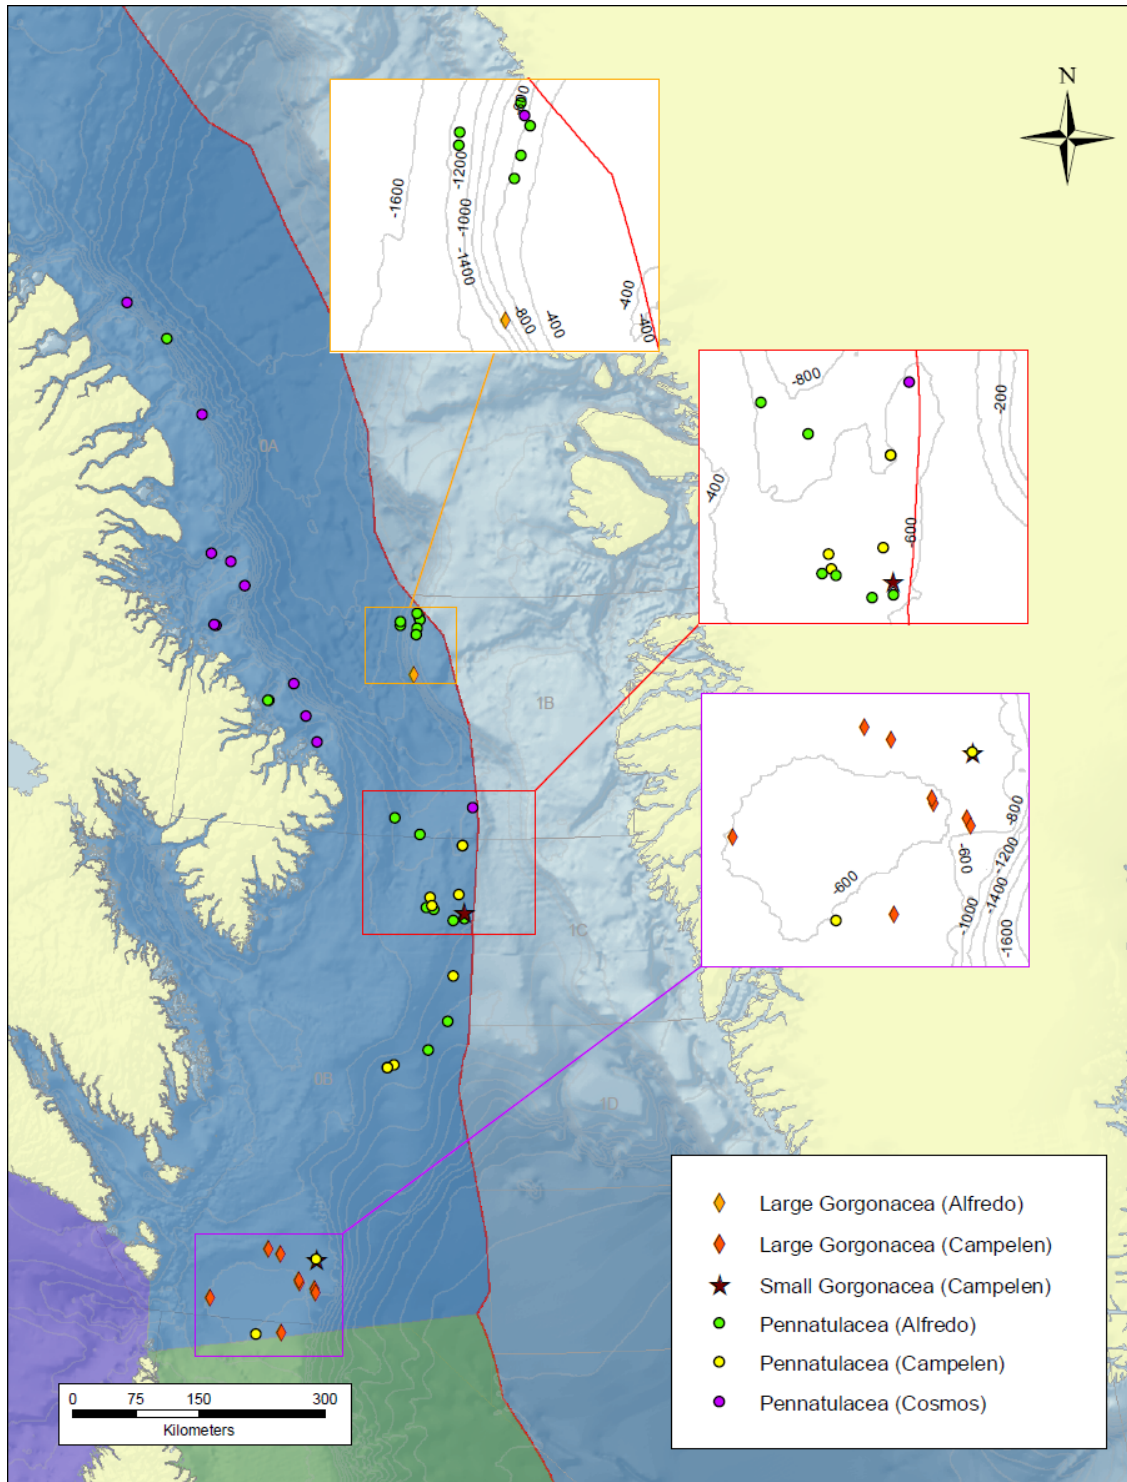 N
-600
-1200
-1600
-1000
-1400
-800
-400
-400
-400
-800
-200
-400
-600
0A
1B
-800
-600
-1200
-600
-1400
-1000
-1600
1C
0B
1D
Large Gorgonacea (Alfredo)
Large Gorgonacea (Campelen)
Small Gorgonacea (Campelen)
Pennatulacea (Alfredo)
Pennatulacea (Campelen)
Pennatulacea (Cosmos)
0 75 150 300
Kilometers